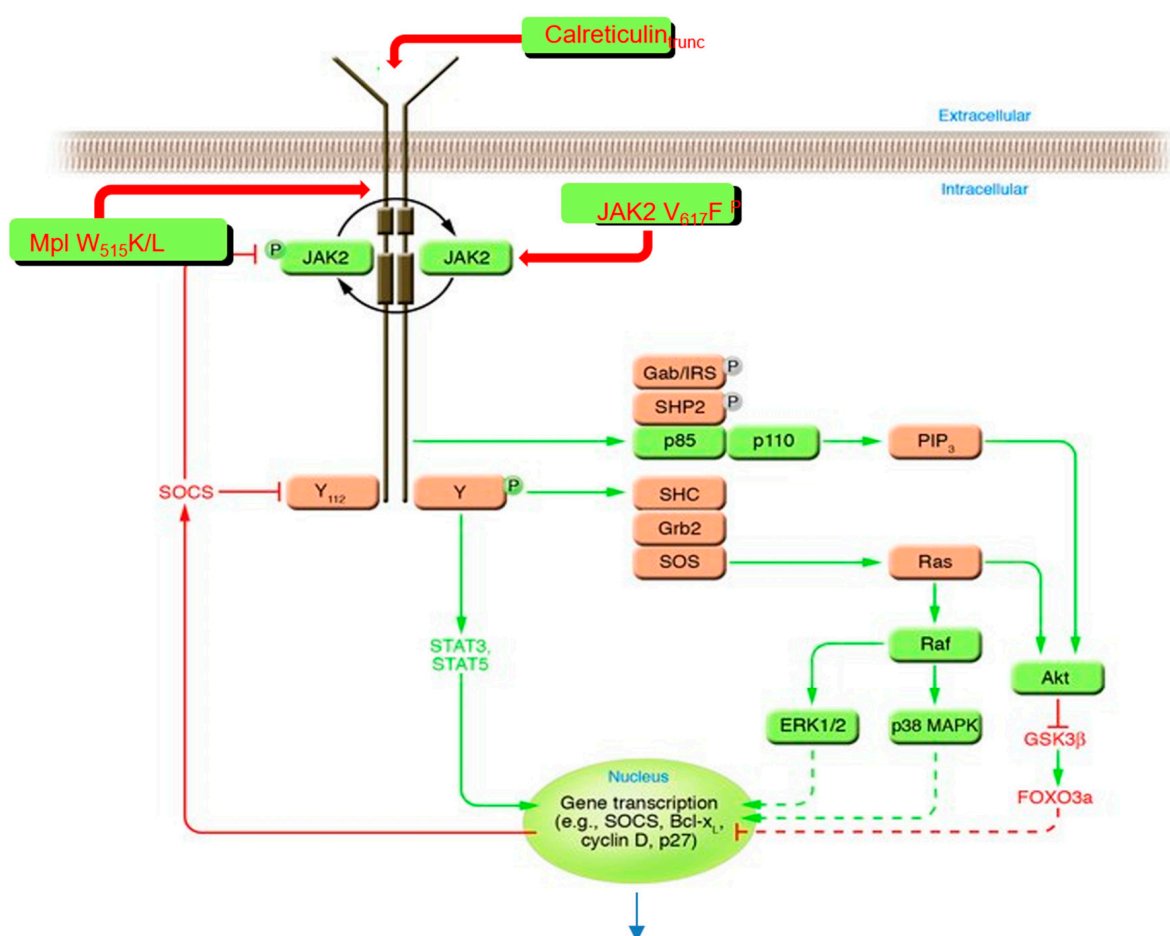 Calreticulin trunc
Extracellular
Intracellular
JAK2 V617F P
Mpl W515K/L
P
JAK2
JAK2
Gab/IRS P
SHP2 P
p85
p110
PIP3
SOCS
Y112
Y P
SHC
Grb2
SOS
Ras
STAT3,
STAT5
Raf
Akt
ERK1/2
p38 MAPK
GSK3β
FOXO3a
Nucleus
Gene transcription
(e.g., SOCS, Bcl-xL,
cyclin D, p27)